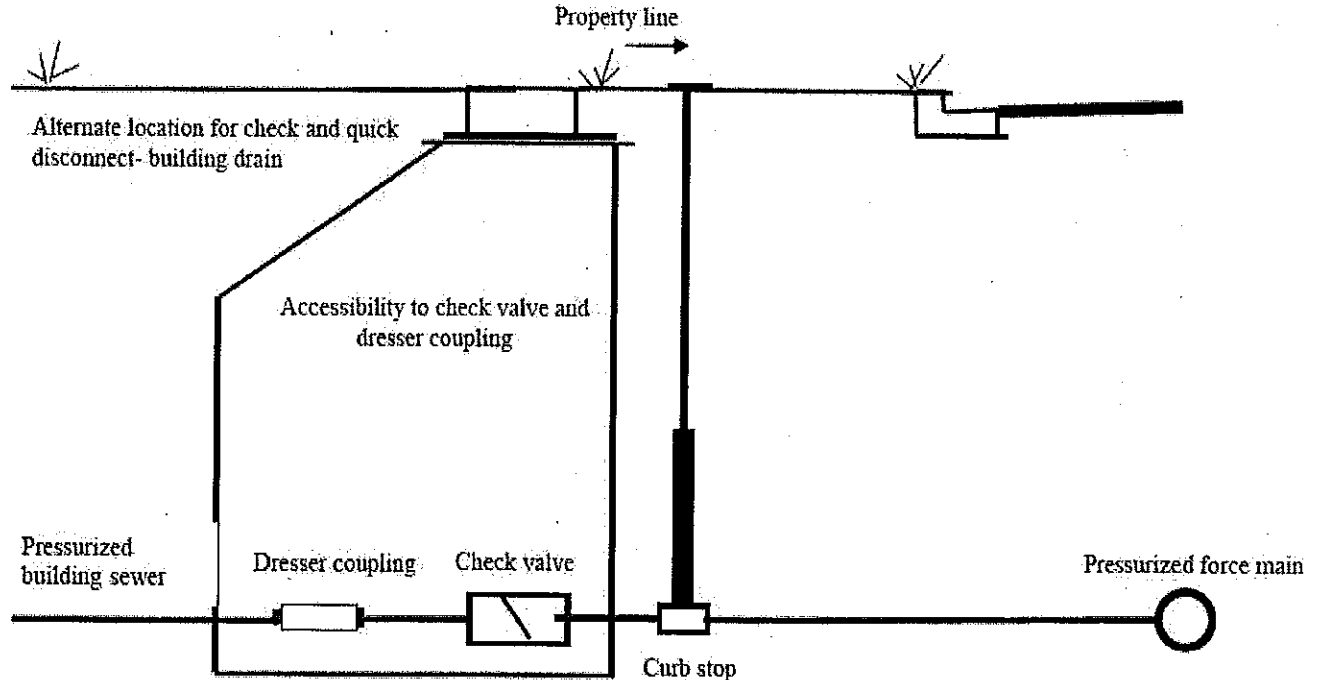 Property line
Alternate location for check and quick
disconnect- building drain
Accessibility to check valve and
dresser coupling
Pressurized
building sewer
Dresser coupling
Check valve
Pressurized force main
Curb stop